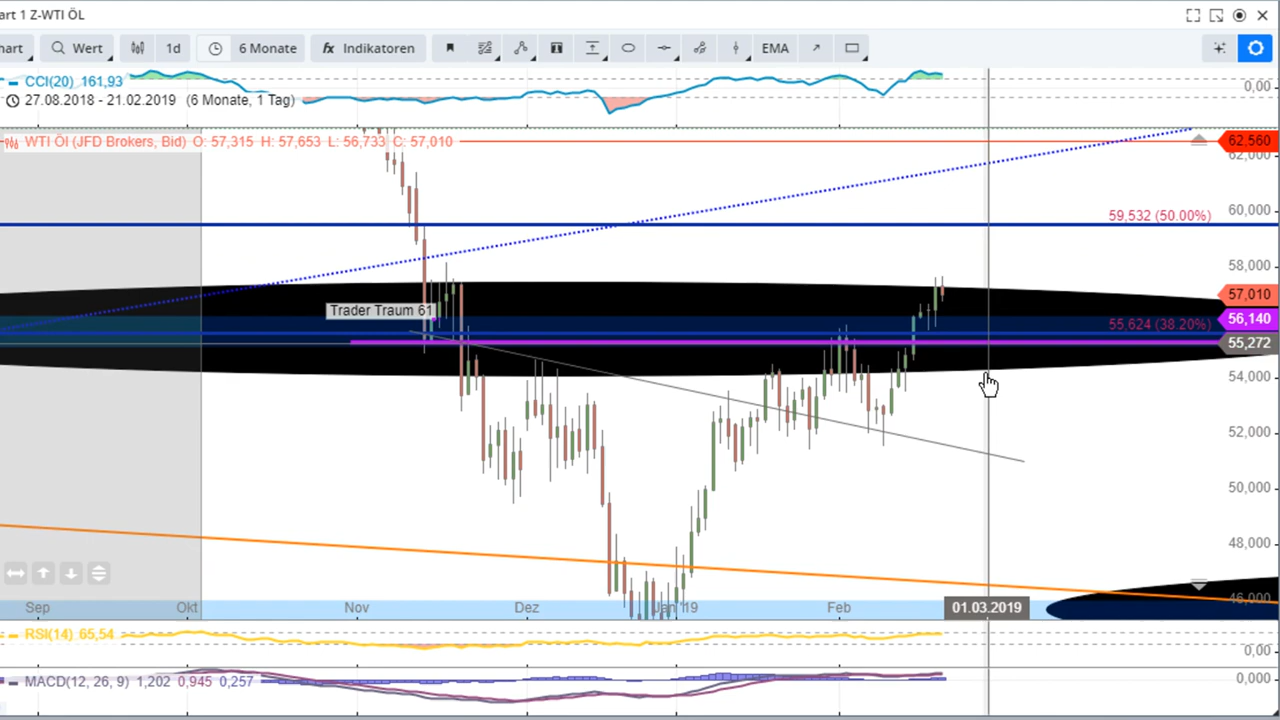 art 1 Z-WTI ÖL
hart Wert 1d 6 Monate fx Indikatoren EMA
CCI(20) 161,93
0,00
27.08.2018 - 21.02.2019 (6 Monate, 1 Tag)
WTI Öl (JFD Brokers, Bid) O: 57,315 H: 57,653 L: 56,733 C: 57,010
62,560
62,000
59,532 (50.00%)
60,000
58,000
57,010
Trader Traum 61
56,140
55,624 (38.20%)
55,272
54,000
52,000
50,000
48,000
46,000
Sep Okt Nov Dez Jan '19 Feb 01.03.2019
RSI(14) 65,54
0,00
MACD(12, 26, 9) 1,202 0,945 0,257
0,000